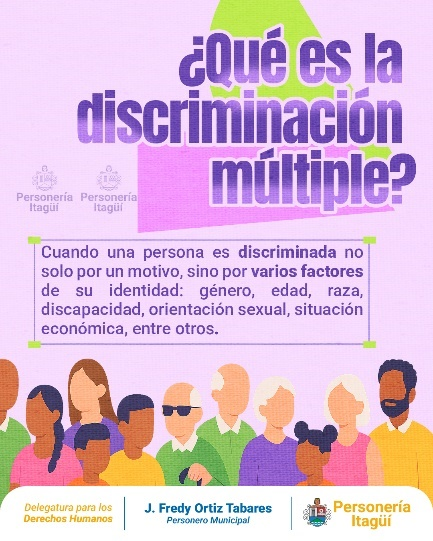 ¿Qué es la
discriminación
múltiple?
Personería
Itagüí
Personería
Itagüí
Cuando una persona es discriminada no
solo por un motivo, sino por varios factores
de su identidad: género, edad, raza,
discapacidad, orientación sexual, situación
económica, entre otros.
Delegatura para los
Derechos Humanos
J. Fredy Ortiz Tabares
Personero Municipal
Personería
Itagüí